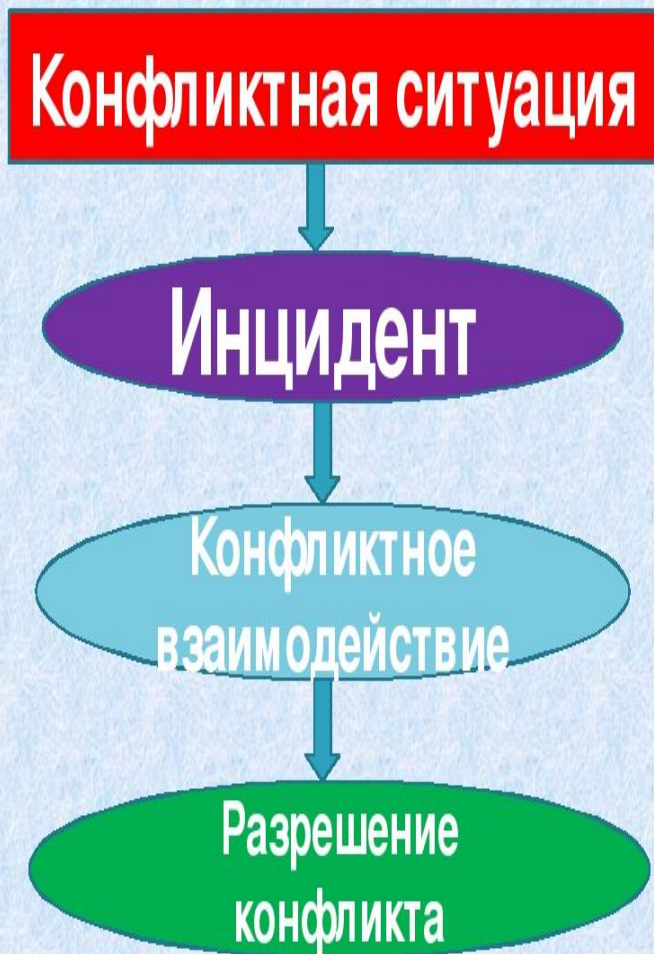 Конфликтная ситуация
Инцидент
Конфликтное
взаимодействие
Разрешение
конфликта